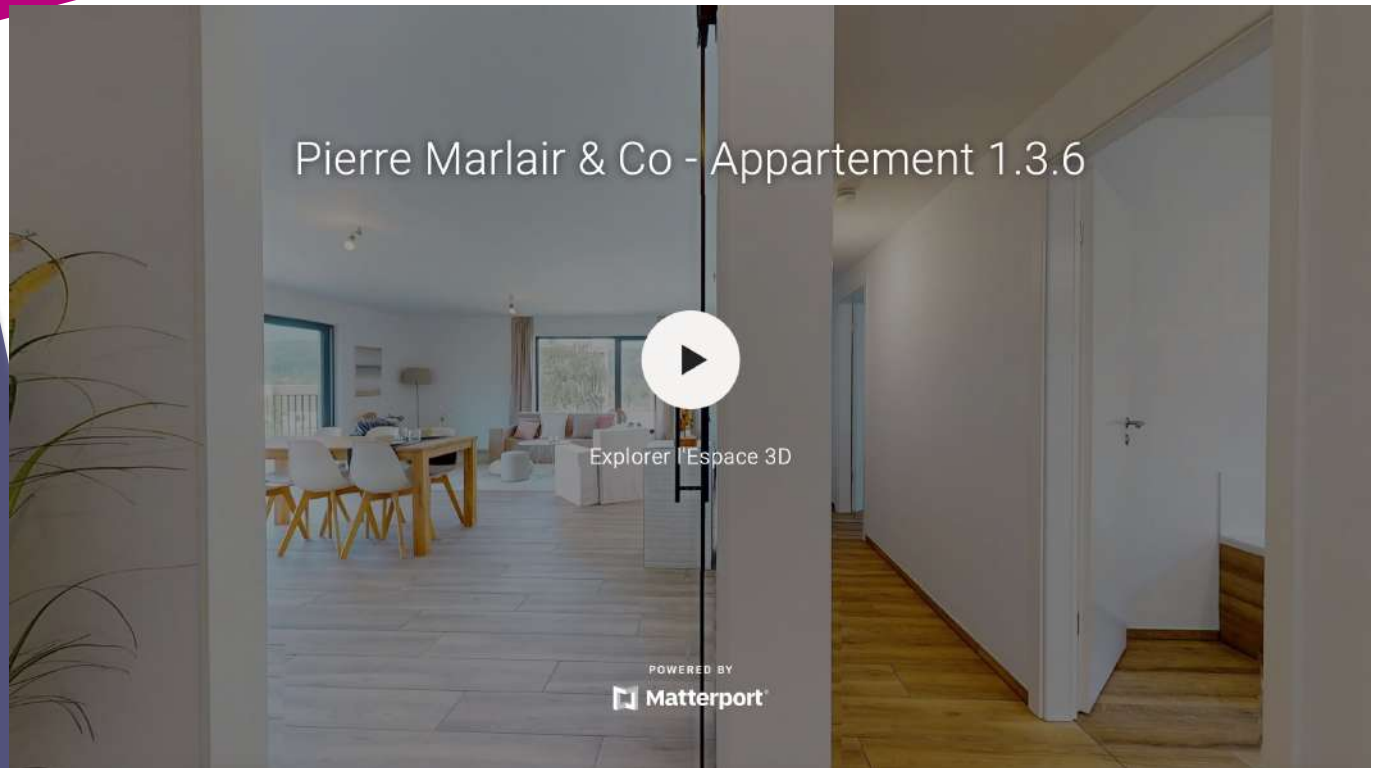 Pierre Marlair & Co - Appartement 1.3.6
Explorer l'Espace 3D
POWERED BY
Matterport